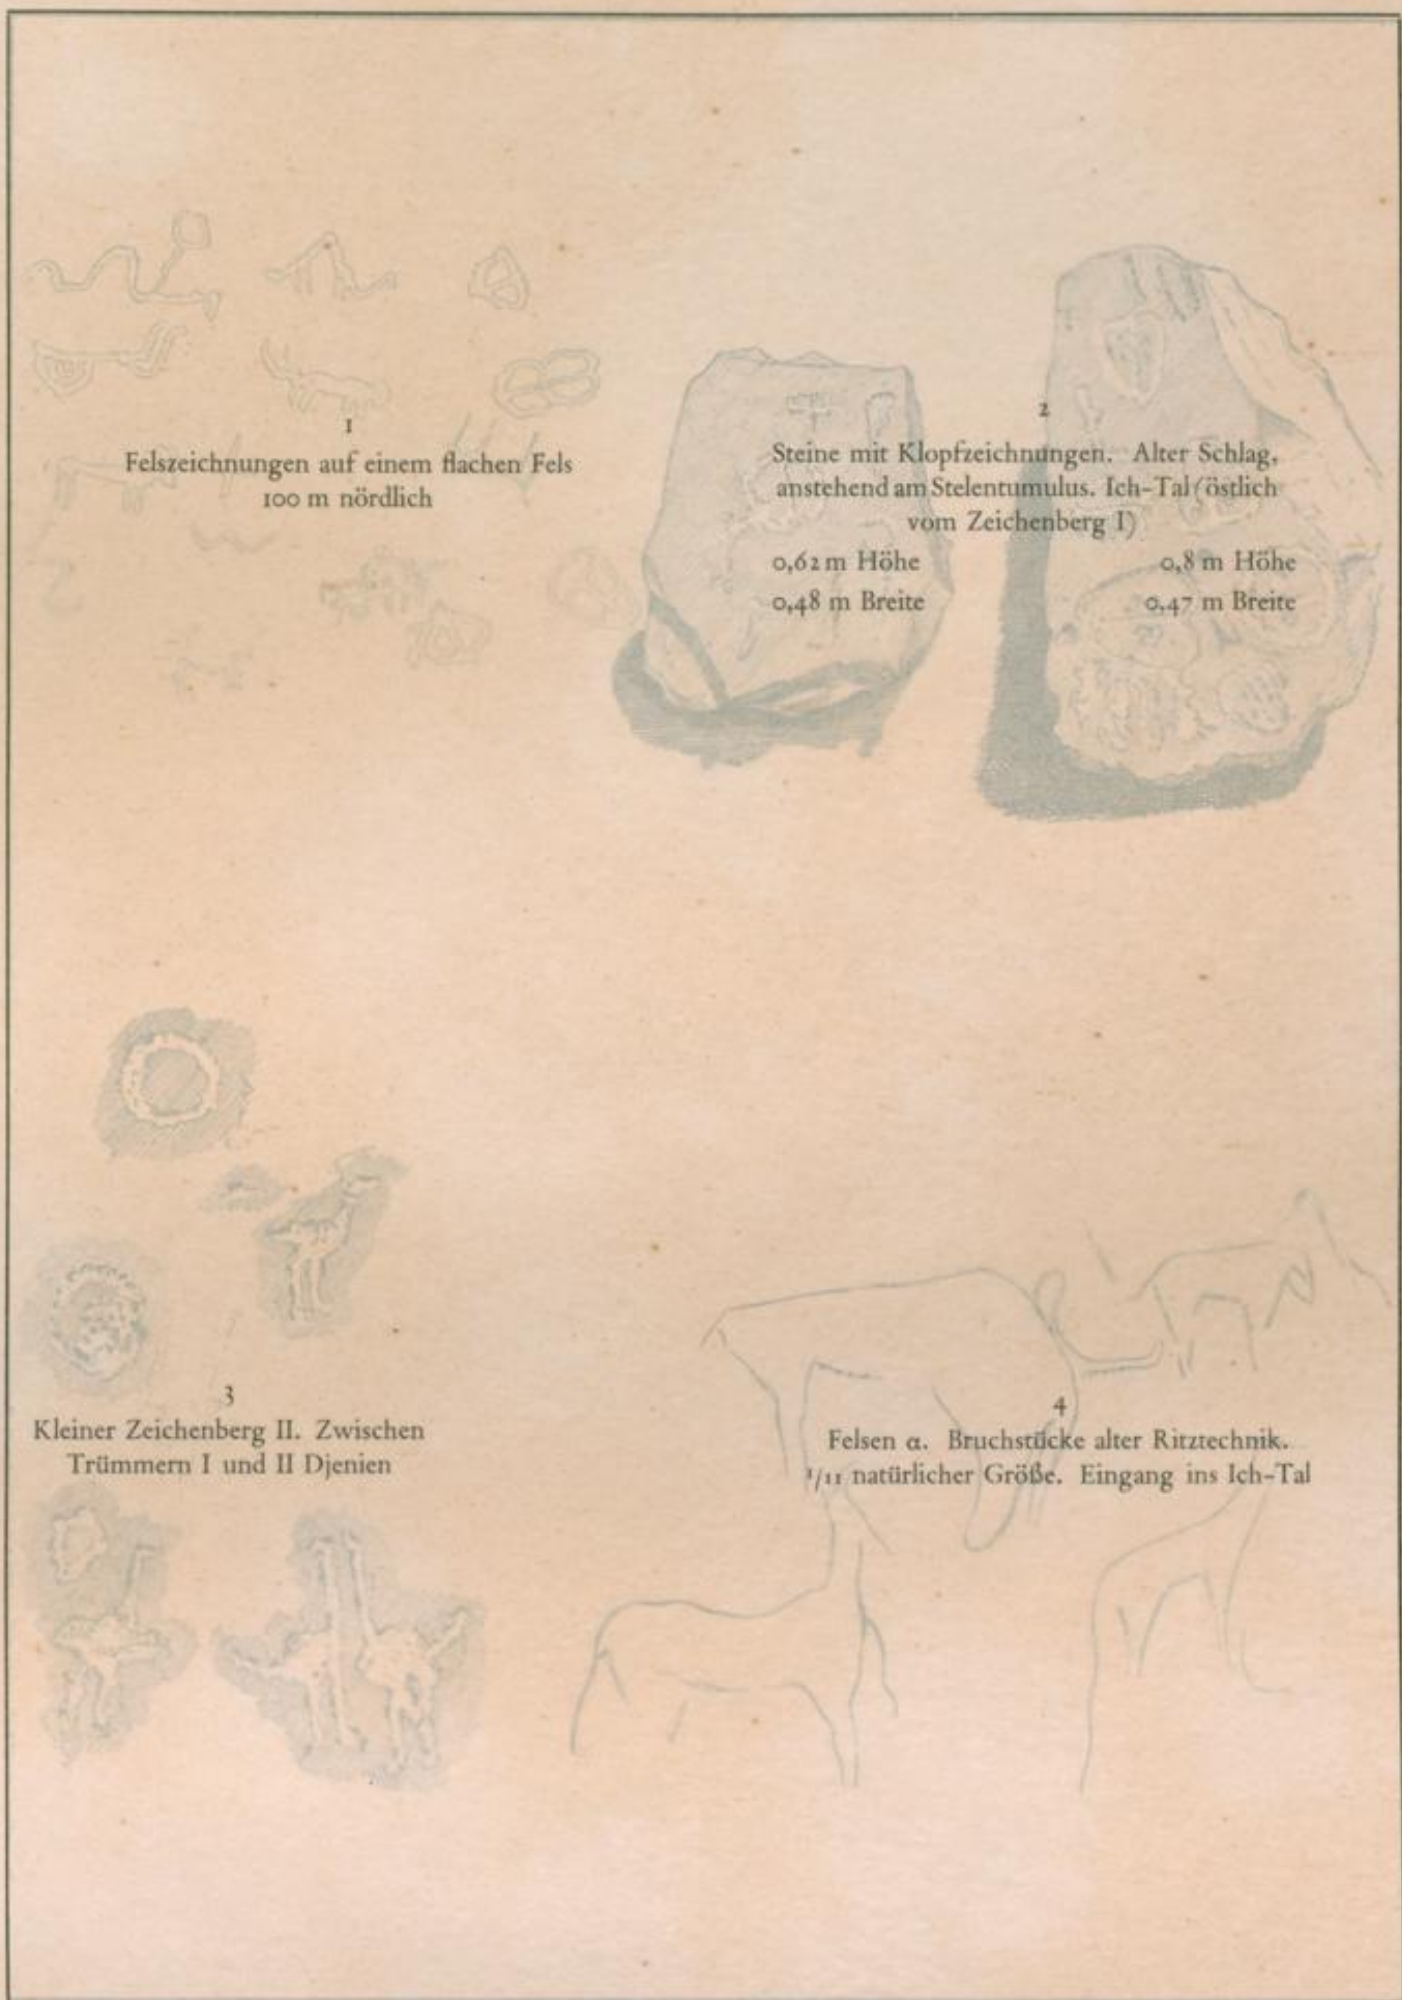 1
Felszeichnungen auf einem flachen Fels
100 m nördlich
2
Steine mit Klopfzeichnungen. Alter Schlag,
anstehend am Stelentumulus. Ich-Tal (östlich
vom Zeichenberg I)
0,62 m Höhe 0,8 m Höhe
0,48 m Breite 0,47 m Breite
3
Kleiner Zeichenberg II. Zwischen
Trümmern I und II Djenien
4
Felsen α. Bruchstücke alter Ritztechnik.
1/11 natürlicher Größe. Eingang ins Ich-Tal